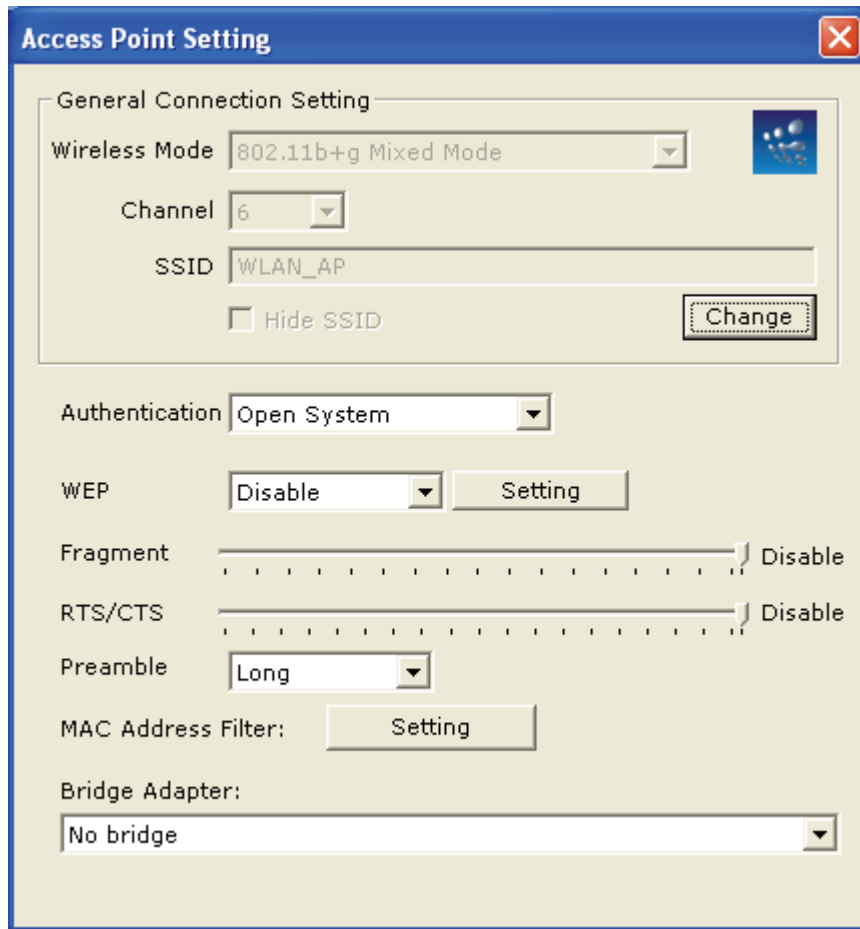 Access Point Setting
General Connection Setting
Wireless Mode 802.11b+g Mixed Mode
Channel 6
SSID WLAN_AP
Hide SSID Change
Authentication Open System
WEP Disable Setting
Fragment Disable
RTS/CTS Disable
Preamble Long
MAC Address Filter: Setting
Bridge Adapter:
No bridge